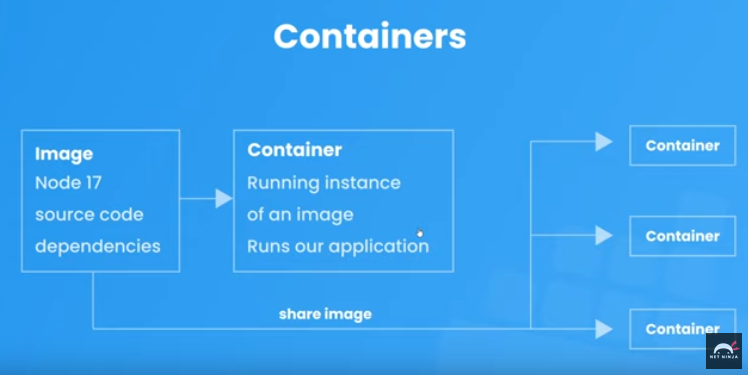 Containers
Image
Node 17
source code
dependencies
Container
Running instance
of an image
Runs our application
share image
Container
Container
Container
NET NINJA